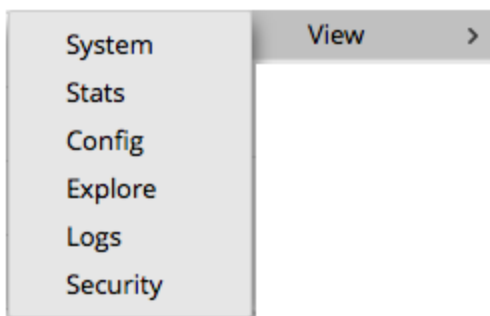 View
System
Stats
Config
Explore
Logs
Security